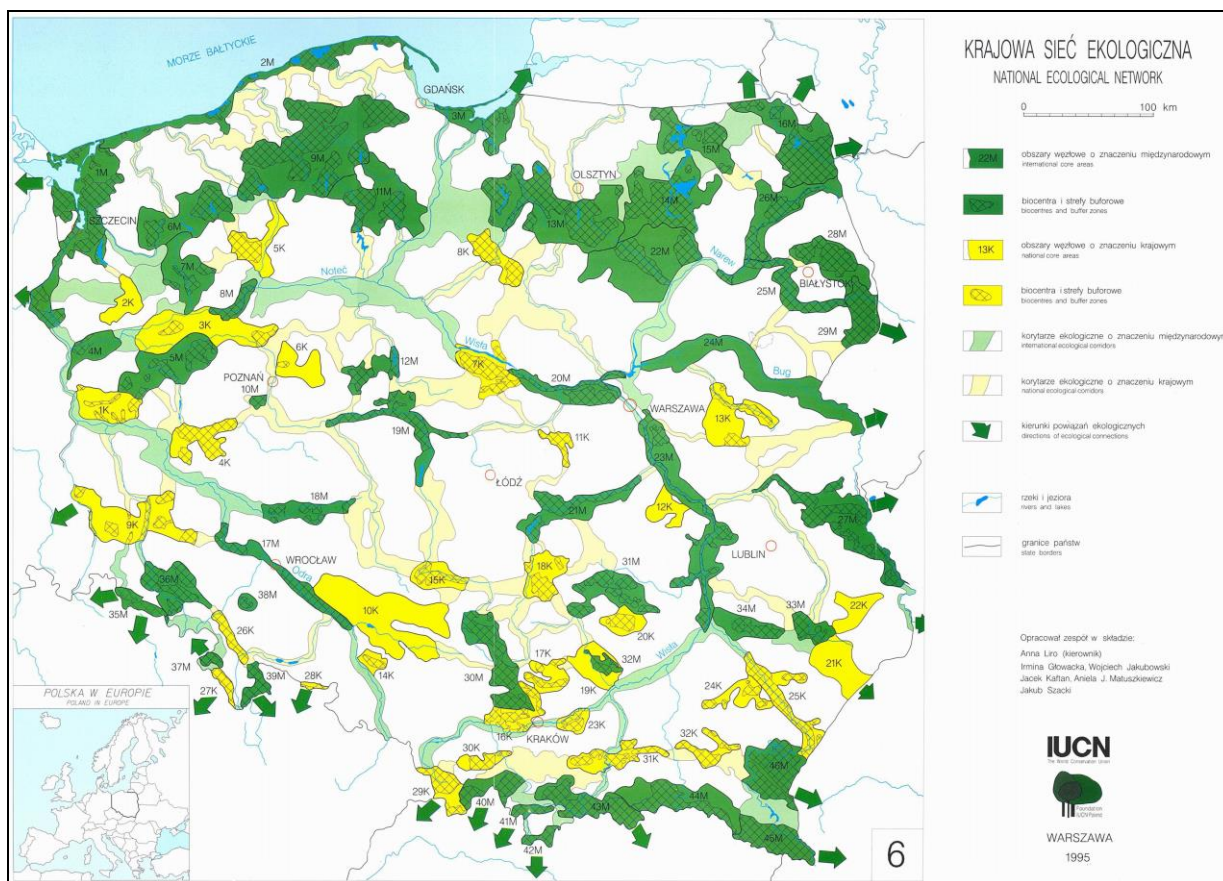 MORZE BAŁTYCKIE
2M
GDAŃSK
3M
1M
9M
16M
15M
OLSZTYN
SZCZECIN
11M
14M
6M
13M
26M
5K
22M
28M
7M
8K
Narew
Noteć
BIAŁYSTOK
2K
8M
25M
3K
29M
24M
4M
5M
6K
12M
Wisła
7K
POZNAŃ
10M
20M
Bug
1K
WARSZAWA
13K
19M
11K
4K
23M
ŁÓDŹ
18M
21M
12K
9K
27M
17M
WROCŁAW
LUBLIN
Odra
31M
36M
15K
18K
38M
10K
34M
33M
22K
35M
26K
20K
Wisła
17K
32M
21K
37M
39M
14K
30M
19K
27K
28K
24K
25K
16K
KRAKÓW
23K
32K
30K
31K
46M
29K
40M
44M
41M
43M
42M
45M
POLSKA W EUROPIE
POLAND IN EUROPE
6
KRAJOWA SIEĆ EKOLOGICZNA
NATIONAL ECOLOGICAL NETWORK
0 100 km
22M obszary węzłowe o znaczeniu międzynarodowym
international core areas
biocentra i strefy buforowe
biocentres and buffer zones
13K obszary węzłowe o znaczeniu krajowym
national core areas
biocentra i strefy buforowe
biocentres and buffer zones
korytarze ekologiczne o znaczeniu międzynarodowym
international ecological corridors
korytarze ekologiczne o znaczeniu krajowym
national ecological corridors
kierunki powiązań ekologicznych
directions of ecological connections
rzeki i jeziora
rivers and lakes
granice państw
state borders
Opracował zespół w składzie:
Anna Liro (kierownik)
Irmina Głowacka, Wojciech Jakubowski
Jacek Kaftan, Aniela J. Matuszkiewicz
Jakub Szacki
IUCN
The World Conservation Union
Foundation
IUCN Poland
WARSZAWA
1995